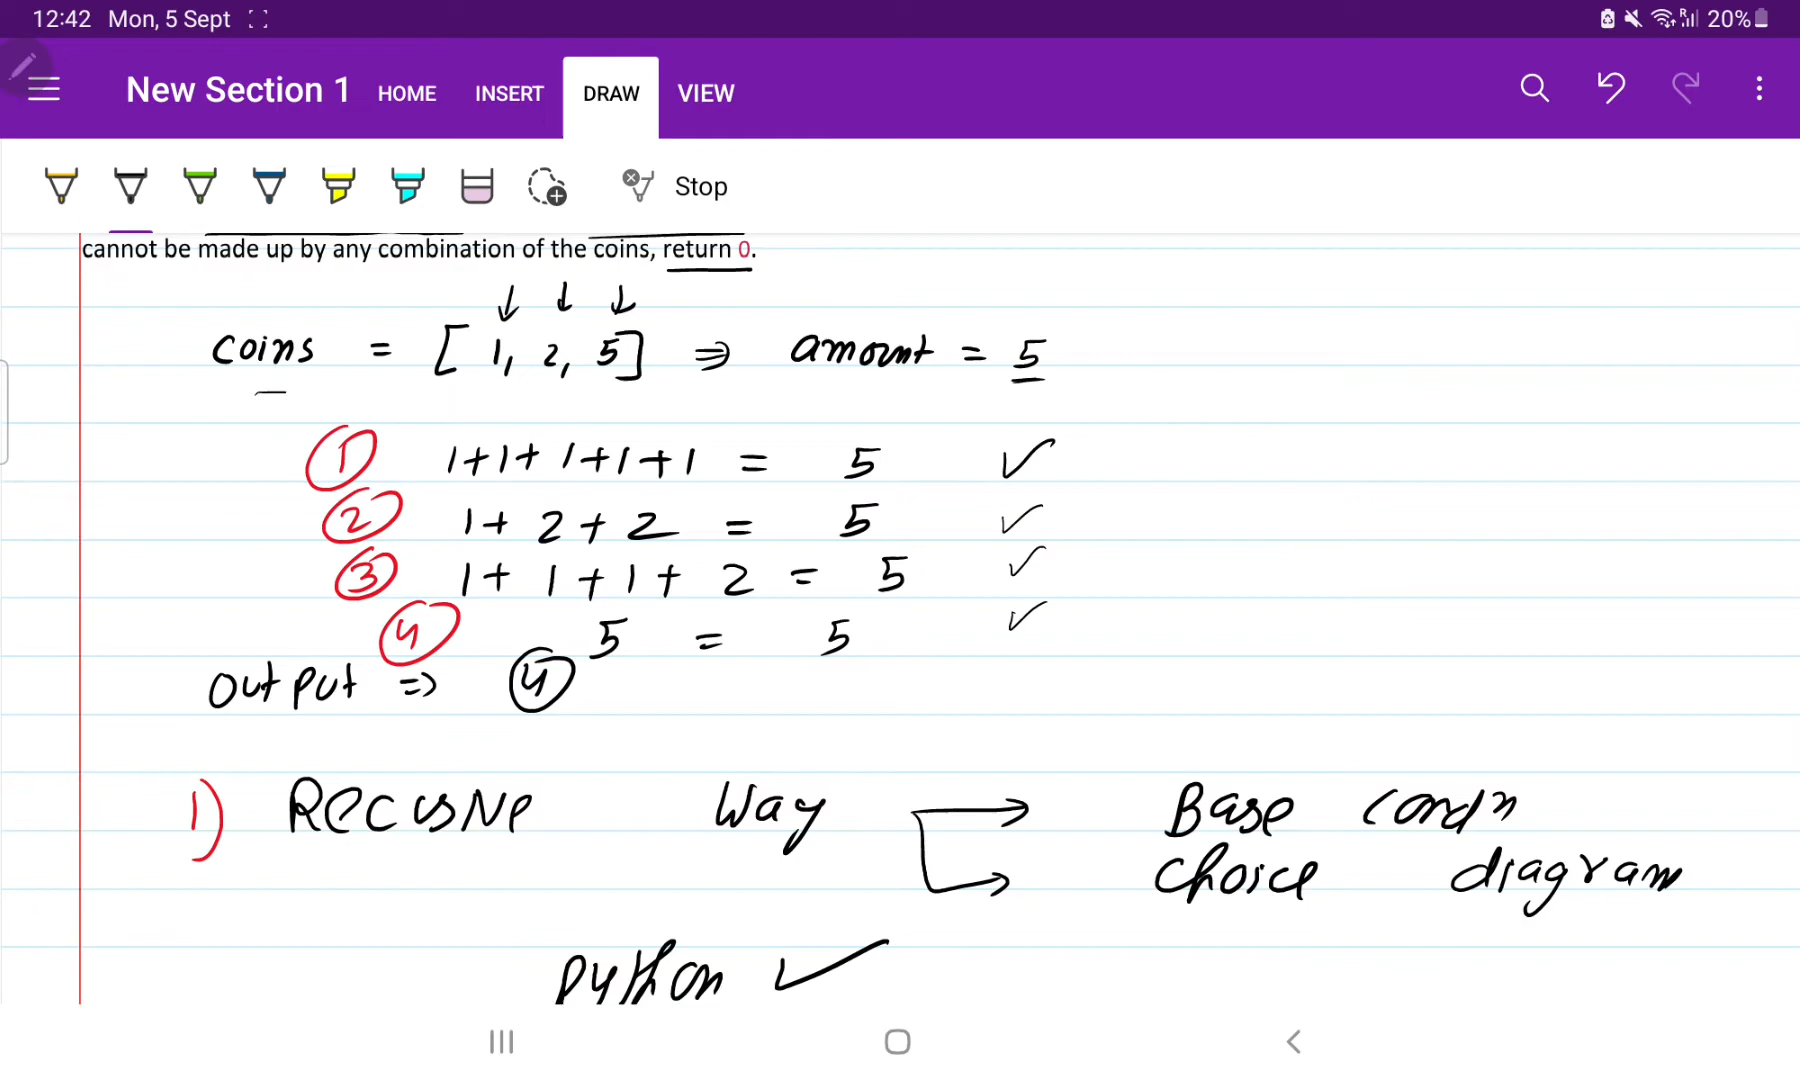 12:42 Mon, 5 Sept 20%
New Section 1 HOME INSERT DRAW VIEW
Stop
cannot be made up by any combination of the coins, return 0.
coins = [1, 2, 5] ⇒ amount = 5
① 1+1+1+1+1 = 5 ✓
② 1+2+2 = 5 ✓
③ 1+1+1+2 = 5 ✓
④ 5 = 5 ✓
output => ④
1) Recusive Way Base condn
choice diagram
python ✓